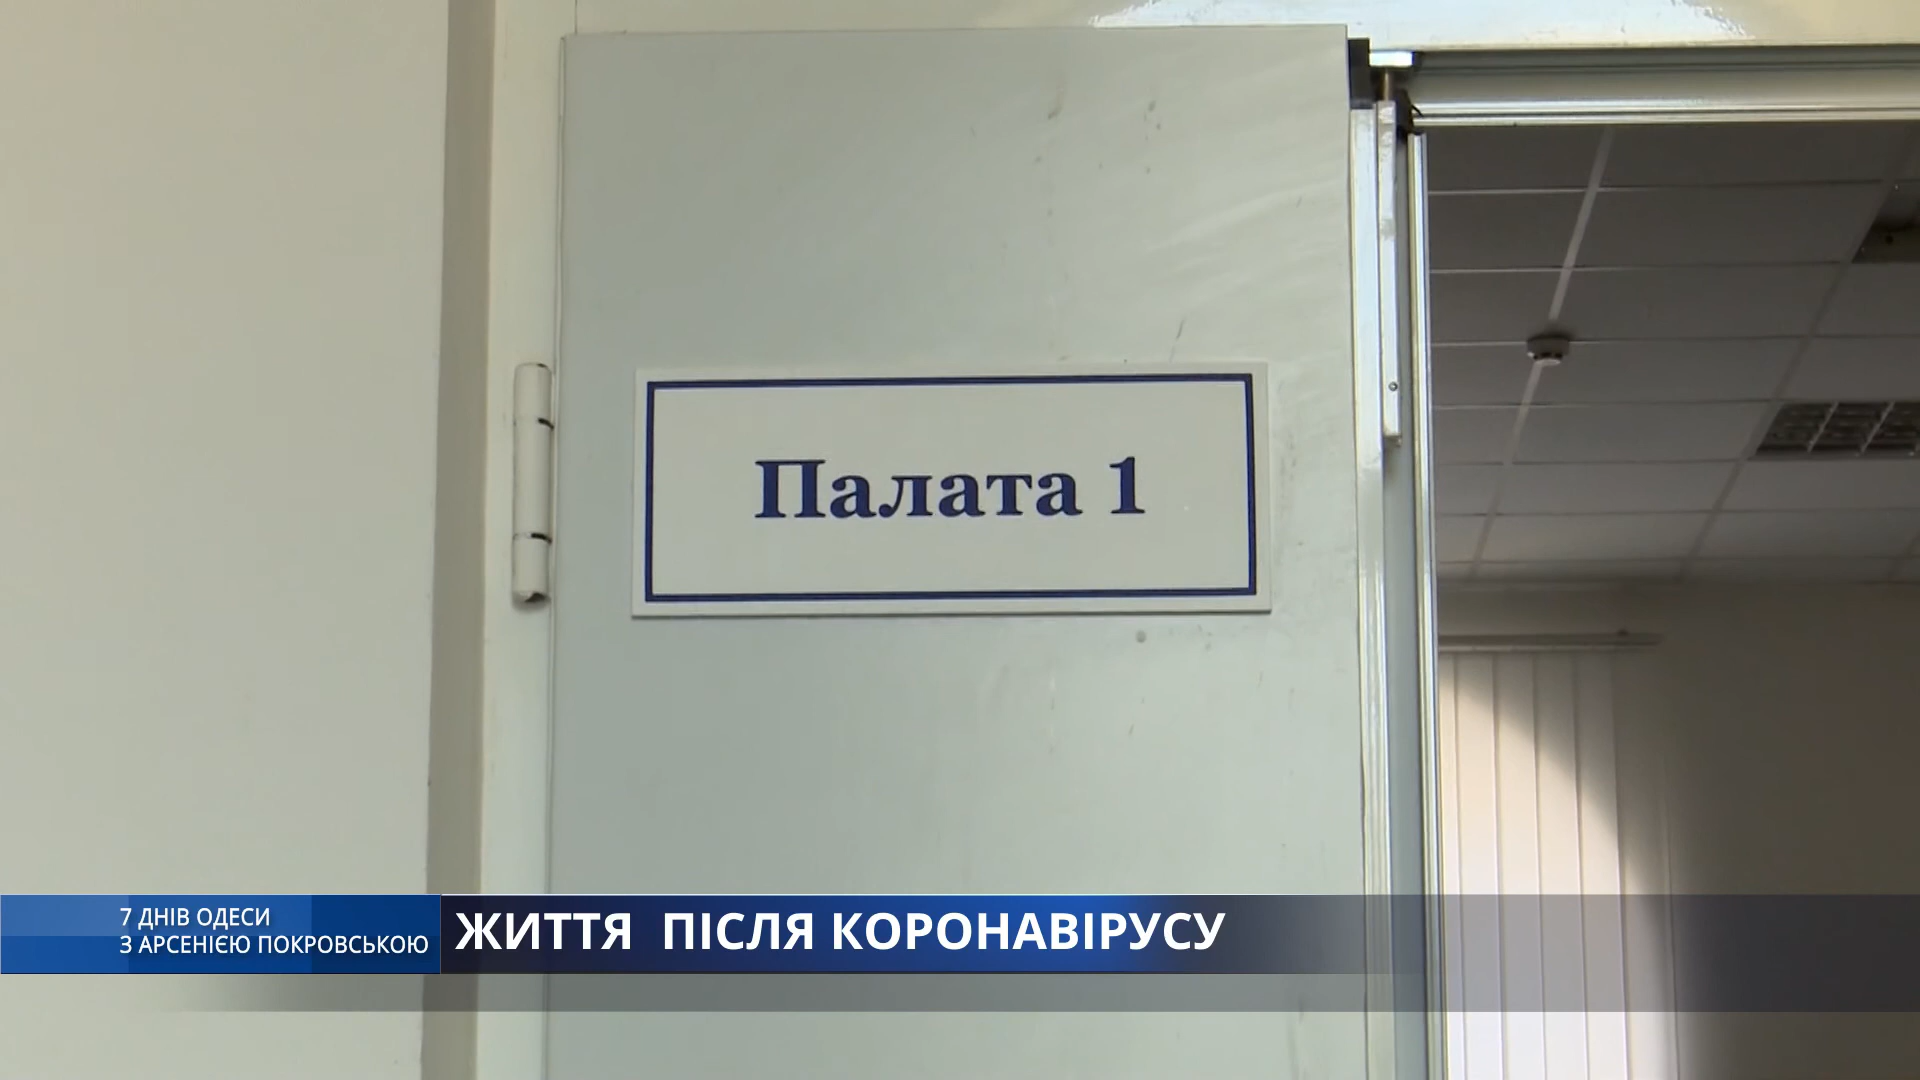 Палата 1
7 ДНІВ ОДЕСИ
З АРСЕНІЄЮ ПОКРОВСЬКОЮ
ЖИТТЯ ПІСЛЯ КОРОНАВІРУСУ